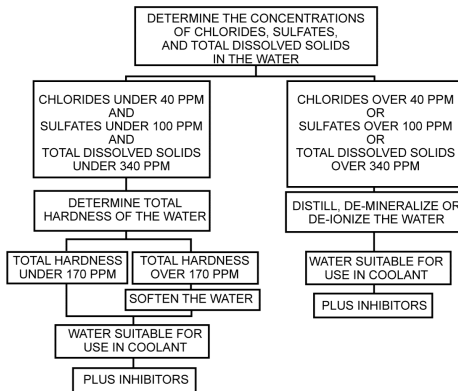 DETERMINE THE CONCENTRATIONS
OF CHLORIDES, SULFATES,
AND TOTAL DISSOLVED SOLIDS
IN THE WATER
CHLORIDES UNDER 40 PPM
AND
SULFATES UNDER 100 PPM
AND
TOTAL DISSOLVED SOLIDS
UNDER 340 PPM
CHLORIDES OVER 40 PPM
OR
SULFATES OVER 100 PPM
OR
TOTAL DISSOLVED SOLIDS
OVER 340 PPM
DETERMINE TOTAL
HARDNESS OF THE WATER
DISTILL, DE-MINERALIZE OR
DE-IONIZE THE WATER
TOTAL HARDNESS
UNDER 170 PPM
TOTAL HARDNESS
OVER 170 PPM
WATER SUITABLE FOR
USE IN COOLANT
SOFTEN THE WATER
PLUS INHIBITORS
WATER SUITABLE FOR
USE IN COOLANT
PLUS INHIBITORS